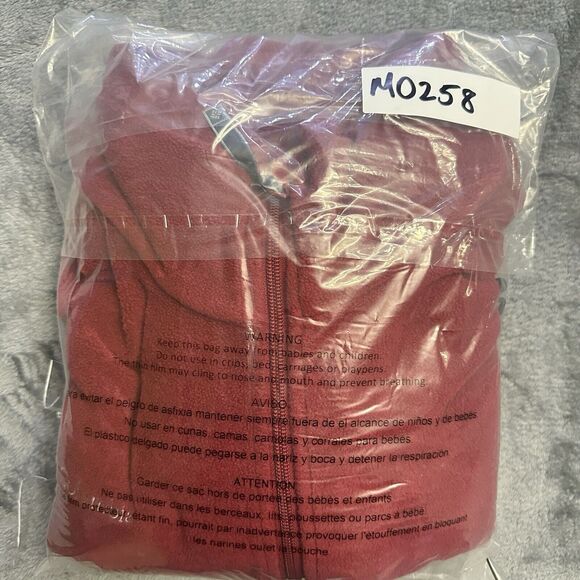 M0258
WARNING
Keep this bag away from babies and children.
Do not use in cribs, bed, carriages or playpens.
The thin film may cling to nose and mouth and prevent breathing.
AVISO
evitar el peligro de asfixia mantener siempre fuera de el alcance de niños y de bebés.
No usar en cunas, camas, carriolas y corrales para bebés.
El plástico delgado puede pegarse a la nariz y boca y detener la respiración
ATTENTION
Garder ce sac hors de portée des bébés et enfants
Ne pas utiliser dans les berceaux, lits, poussettes ou parcs à bébé.
film étant fin, pourrait par inadvertance provoquer l'étouffement en bloquant
les narines ou et la bouche.